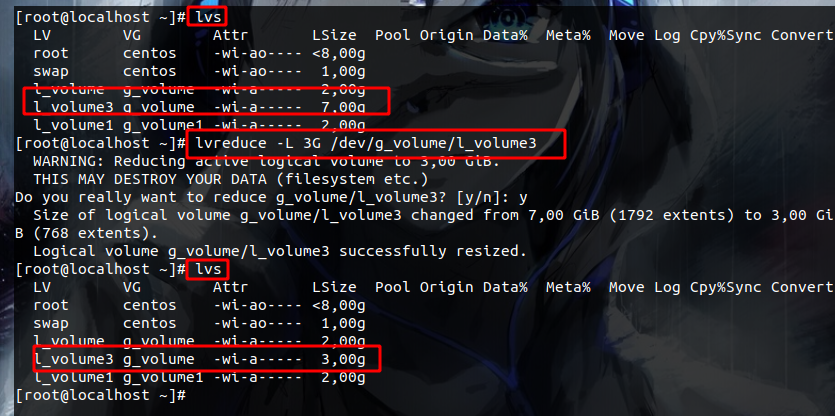 [root@localhost ~]# lvs
LV VG Attr LSize Pool Origin Data% Meta% Move Log Cpy%Sync Convert
root centos -wi-ao---- <8,00g
swap centos -wi-ao---- 1,00g
l_volume g_volume -wi-a----- 2,00g
l_volume3 g_volume -wi-a----- 7,00g
l_volume1 g_volume1 -wi-a----- 2,00g
[root@localhost ~]# lvreduce -L 3G /dev/g_volume/l_volume3
WARNING: Reducing active logical volume to 3,00 GiB.
THIS MAY DESTROY YOUR DATA (filesystem etc.)
Do you really want to reduce g_volume/l_volume3? [y/n]: y
Size of logical volume g_volume/l_volume3 changed from 7,00 GiB (1792 extents) to 3,00 Gi
B (768 extents).
Logical volume g_volume/l_volume3 successfully resized.
[root@localhost ~]# lvs
LV VG Attr LSize Pool Origin Data% Meta% Move Log Cpy%Sync Convert
root centos -wi-ao---- <8,00g
swap centos -wi-ao---- 1,00g
l_volume g_volume -wi-a----- 2,00g
l_volume3 g_volume -wi-a----- 3,00g
l_volume1 g_volume1 -wi-a----- 2,00g
[root@localhost ~]#